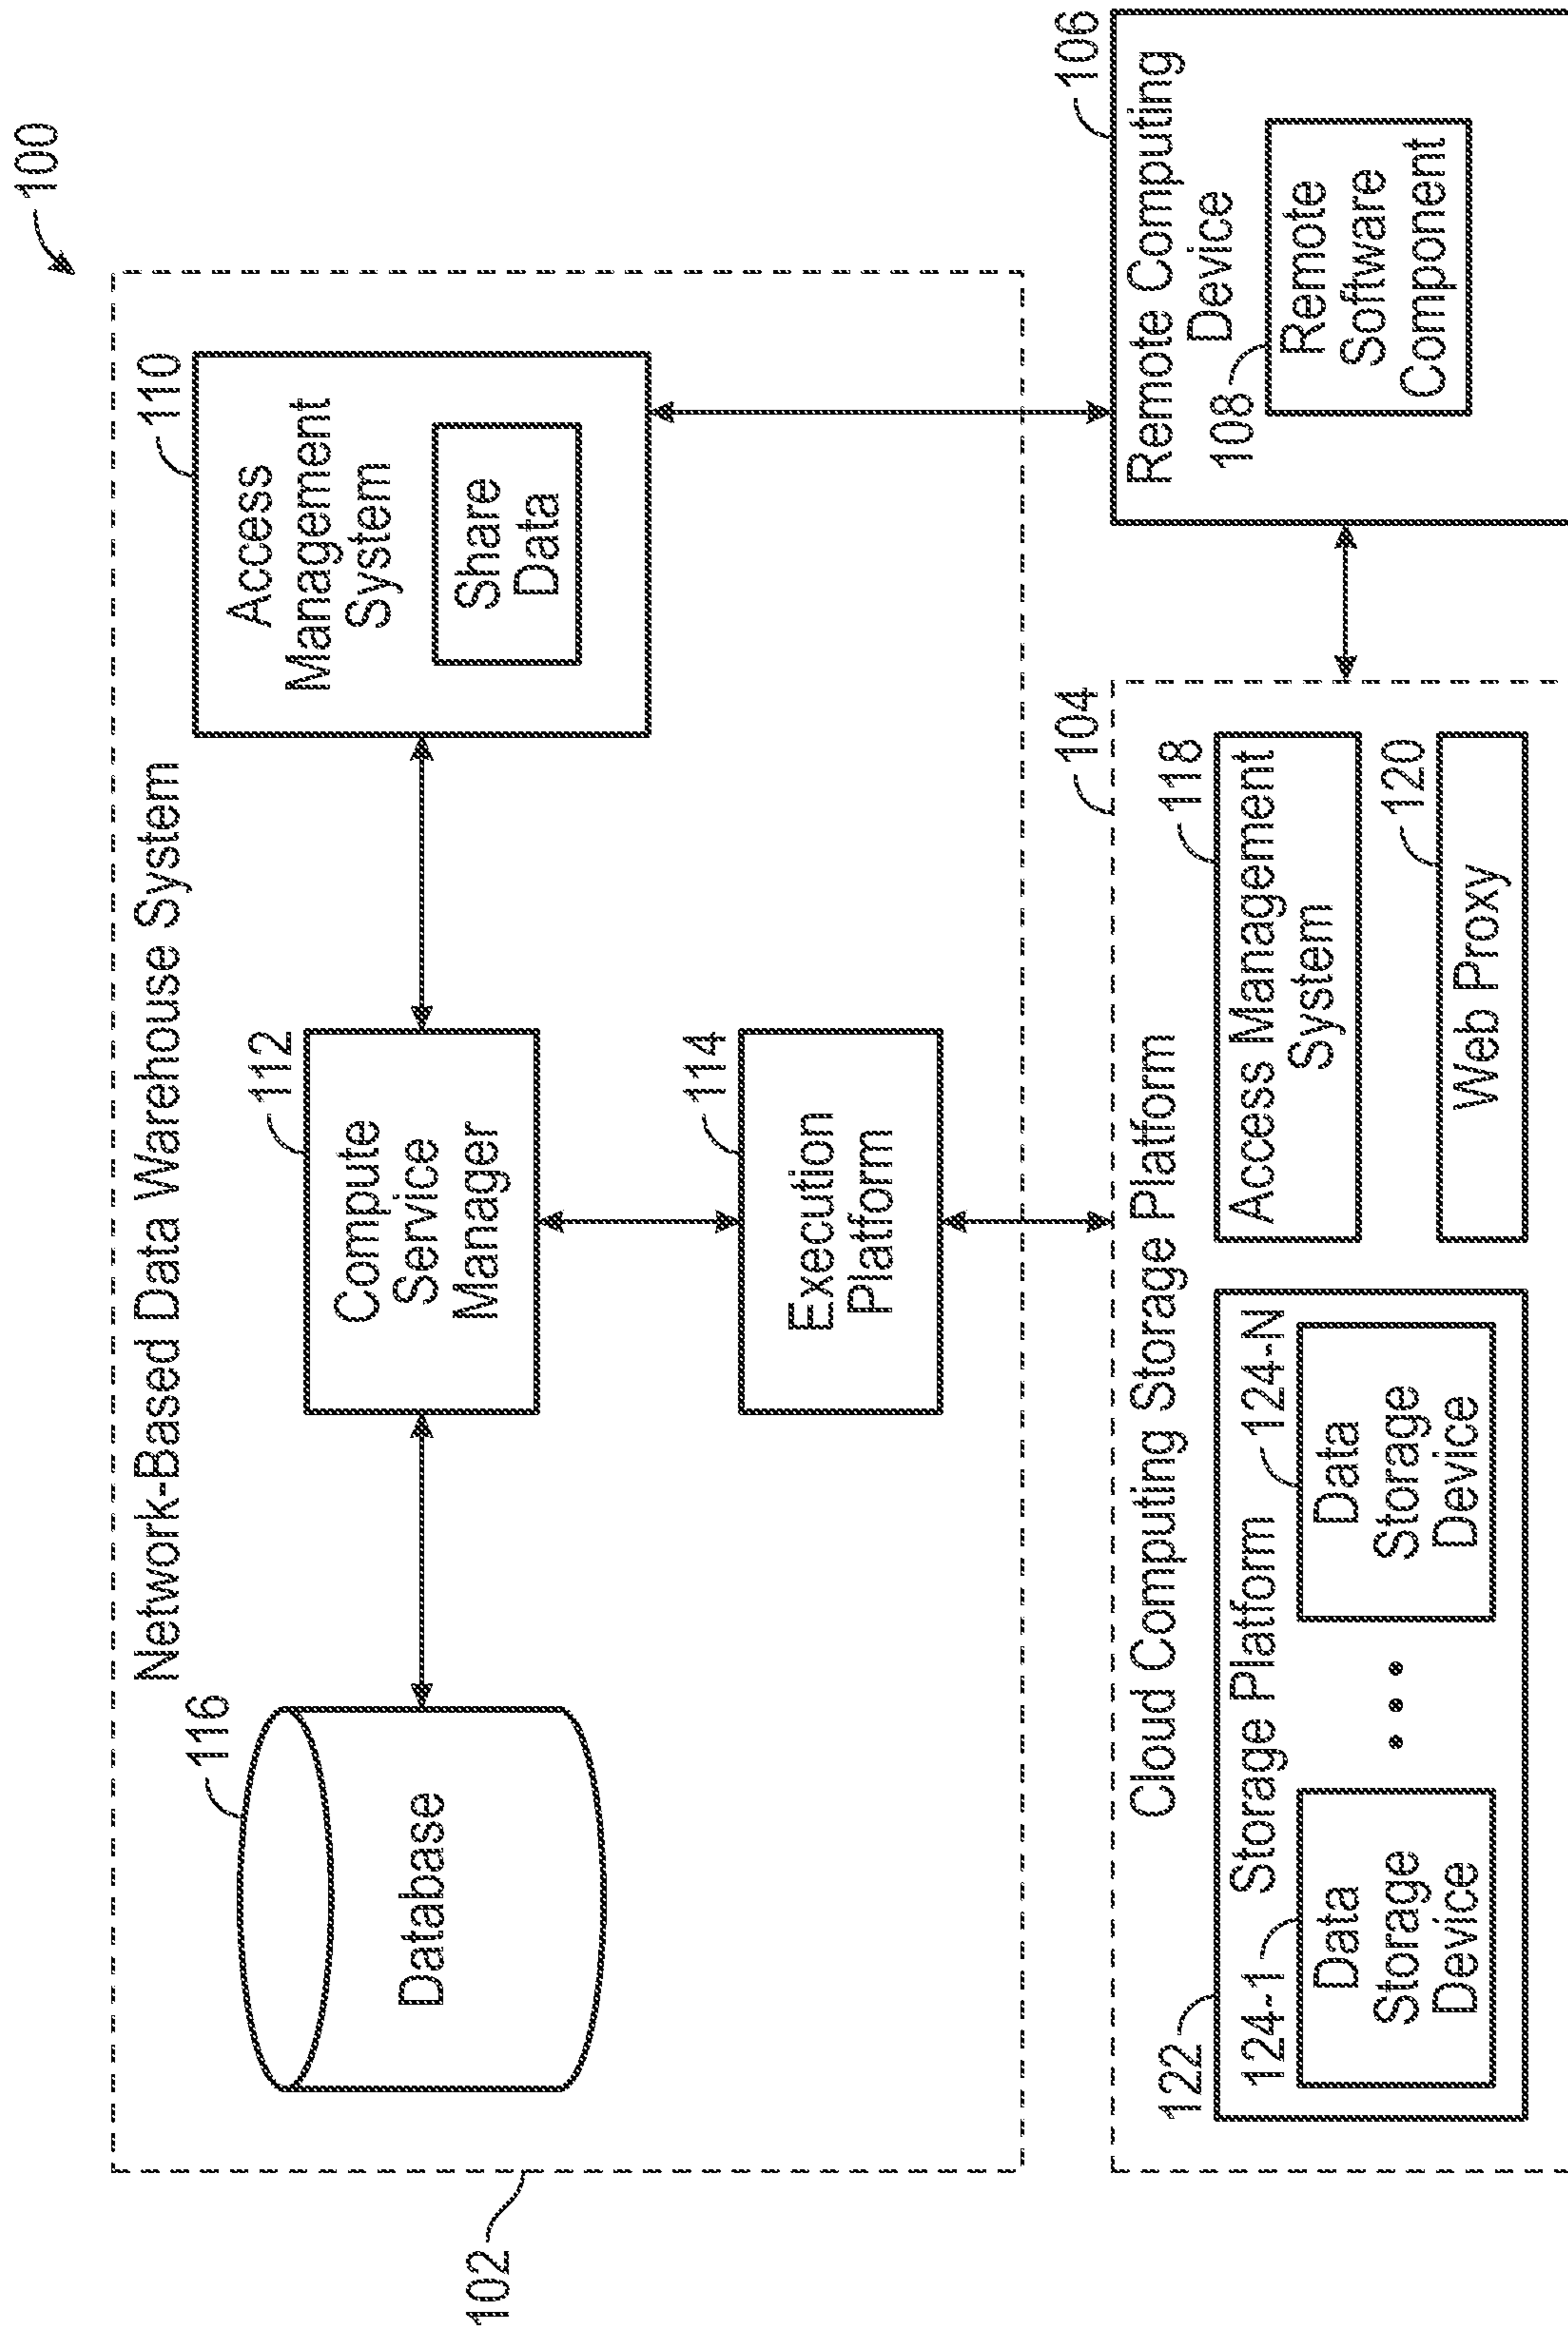 100
Network-Based Data Warehouse System
102
116
Database
112
Compute
Service
Manager
110
Access
Management
System
Share
Data
114
Execution
Platform
104
Cloud Computing Storage Platform
122
Storage Platform
124-1
Data
Storage
Device
124-N
Data
Storage
Device
118
Access Management
System
120
Web Proxy
106
Remote Computing
Device
108
Remote
Software
Component